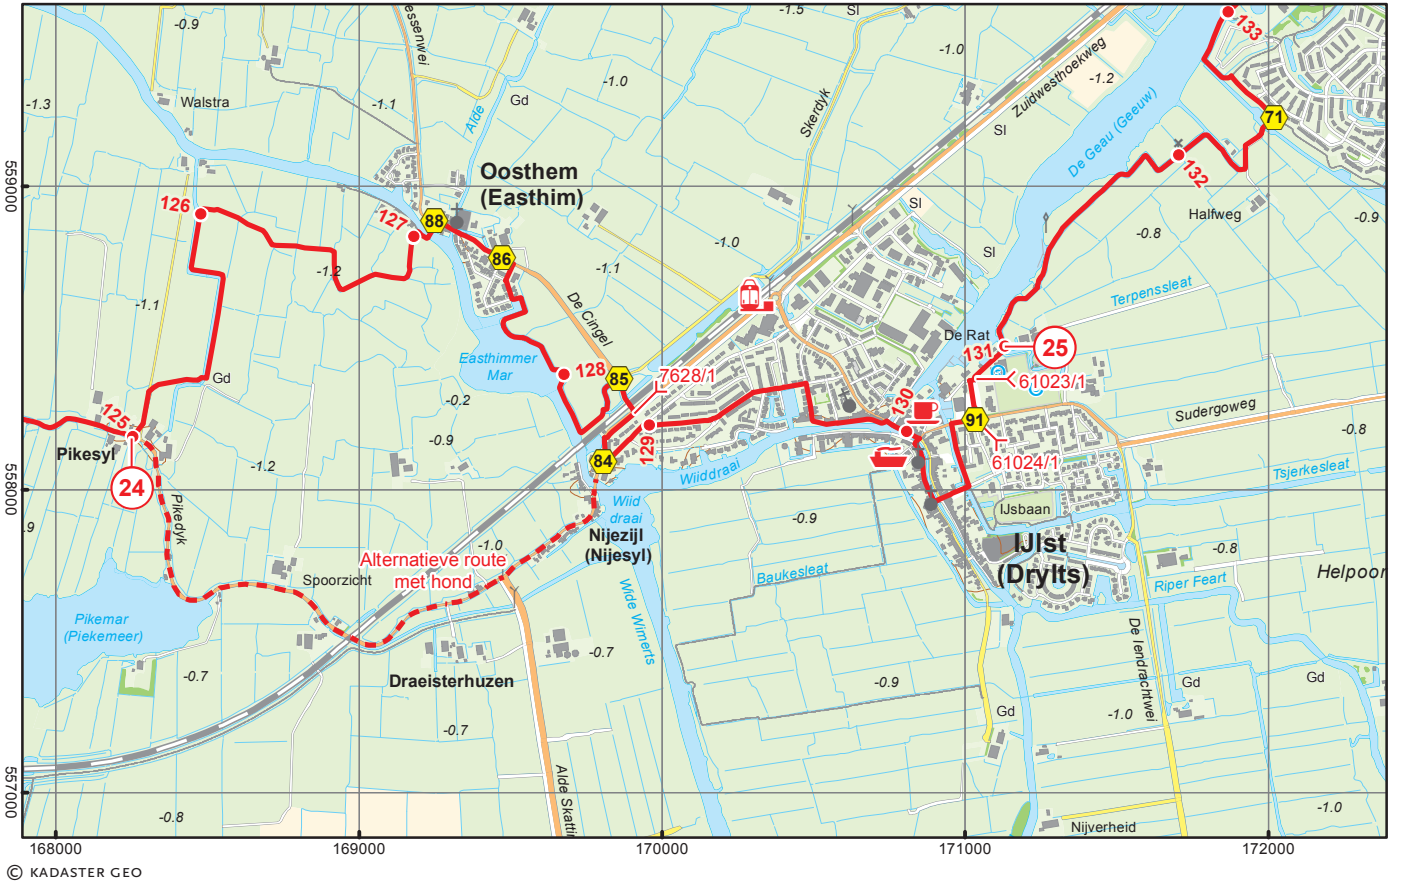 -0.9
essenwei
-1.5
Sl
-1.0
Zuidwesthoekweg
133
-1.3
Walstra
-1.1
Alde
Gd
-1.0
Skerdyk
Sl
-1.2
De Geau (Geeuw)
71
559000
126
127
88
Oosthem
(Easthim)
86
-1.2
-1.1
De Cingel
-1.0
-1.1
Sl
Sl
132
Halfweg
-0.8
-0.9
Terpenssleat
De Rat
131
25
61023/1
Easthimmer
Mar
128
85
7628/1
Gd
-0.2
-0.9
125
Pikesyl
24
-1.2
Pikedyk
84
129
Wiiddraal
130
91
61024/1
Sudergoweg
-0.8
Tsjerkesleat
558000
.9
Wiid
draai
Nijezijl
(Nijesyl)
-0.9
IJsbaan
IJlst
(Drylts)
-1.0
Alternatieve route
met hond
Spoorzicht
Baukesleat
-0.8
Riper Feart
Helpoor
Pikemar
(Piekemeer)
Wide Wimerts
De Iendrachtwei
-0.7
Draeisterhuzen
-0.7
-0.9
Gd
Gd
Gd
-0.7
-1.0
Alde Skattir
557000
-0.8
-1.0
Nijverheid
168000
169000
170000
171000
172000
© KADASTER GEO